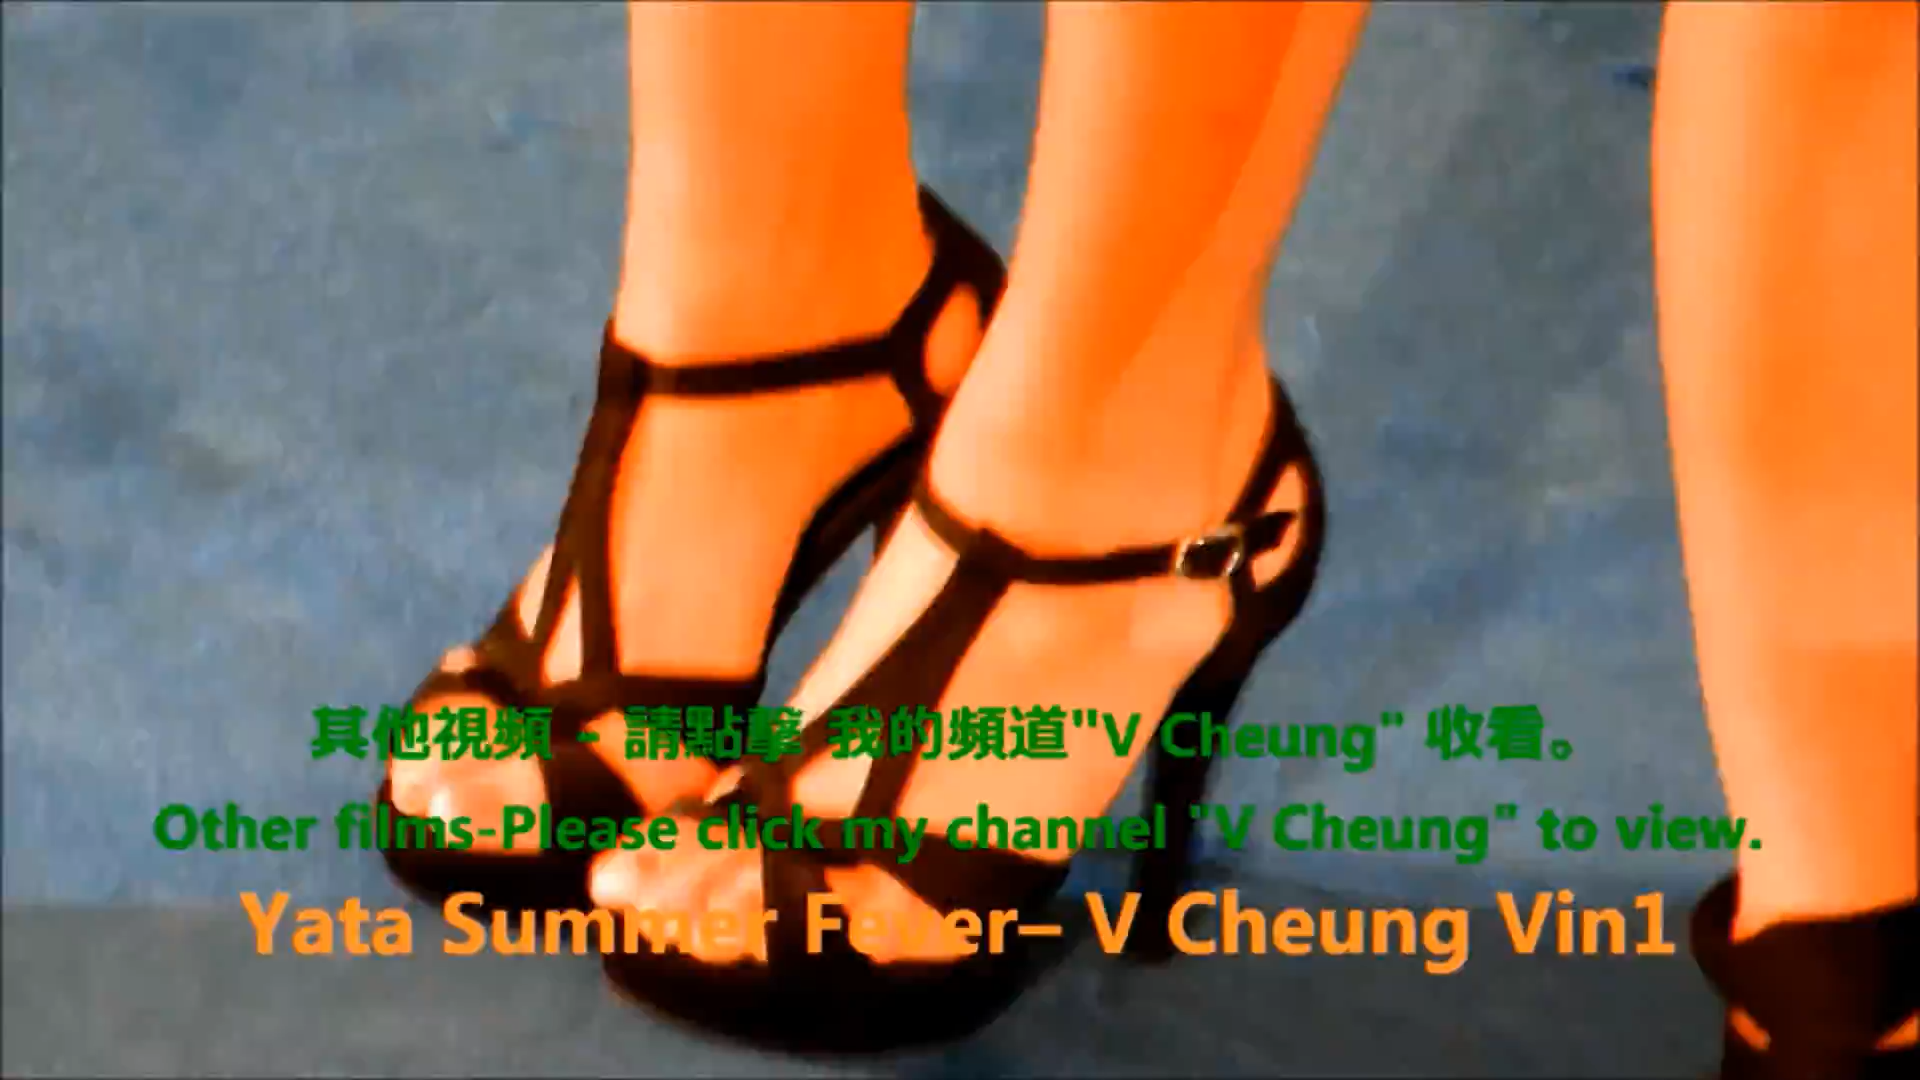 其他視頻 - 請點擊 我的頻道"V Cheung" 收看。
Other films-Please click my channel "V Cheung" to view.
Yata Summer Fever– V Cheung Vin1